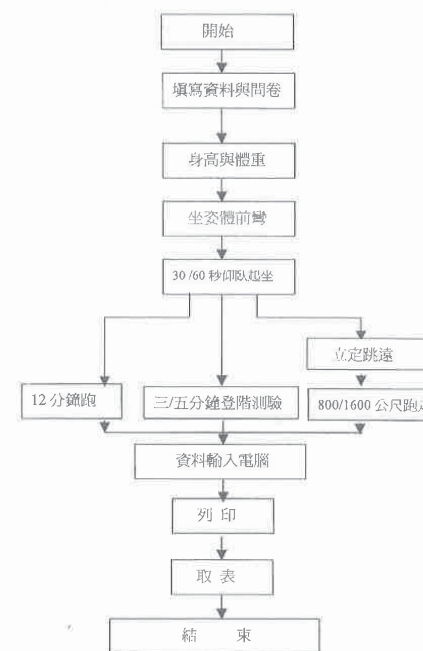 開始
填寫資料與問卷
身高與體重
坐姿體前彎
30 /60 秒仰臥起坐
立定跳遠
12 分鐘跑
三/五分鐘登階測驗
800/1600 公尺跑
資料輸入電腦
列 印
取 表
結 束